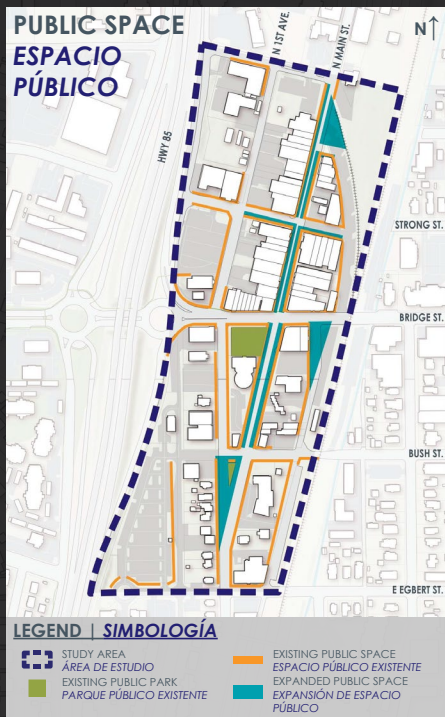 PUBLIC SPACE
ESPACIO
PÚBLICO
N
N 1ST AVE.
N MAIN ST.
HWY 85
STRONG ST.
BRIDGE ST.
BUSH ST.
E EGBERT ST.
LEGEND | SIMBOLOGÍA
STUDY AREA
ÁREA DE ESTUDIO
EXISTING PUBLIC PARK
PARQUE PÚBLICO EXISTENTE
EXISTING PUBLIC SPACE
ESPACIO PÚBLICO EXISTENTE
EXPANDED PUBLIC SPACE
EXPANSIÓN DE ESPACIO
PÚBLICO